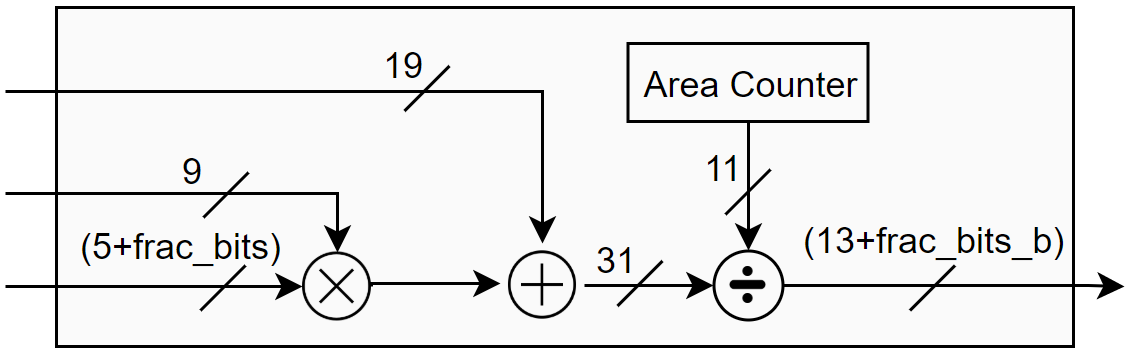 19
Area Counter
9
11
(5+frac_bits)
31
(13+frac_bits_b)